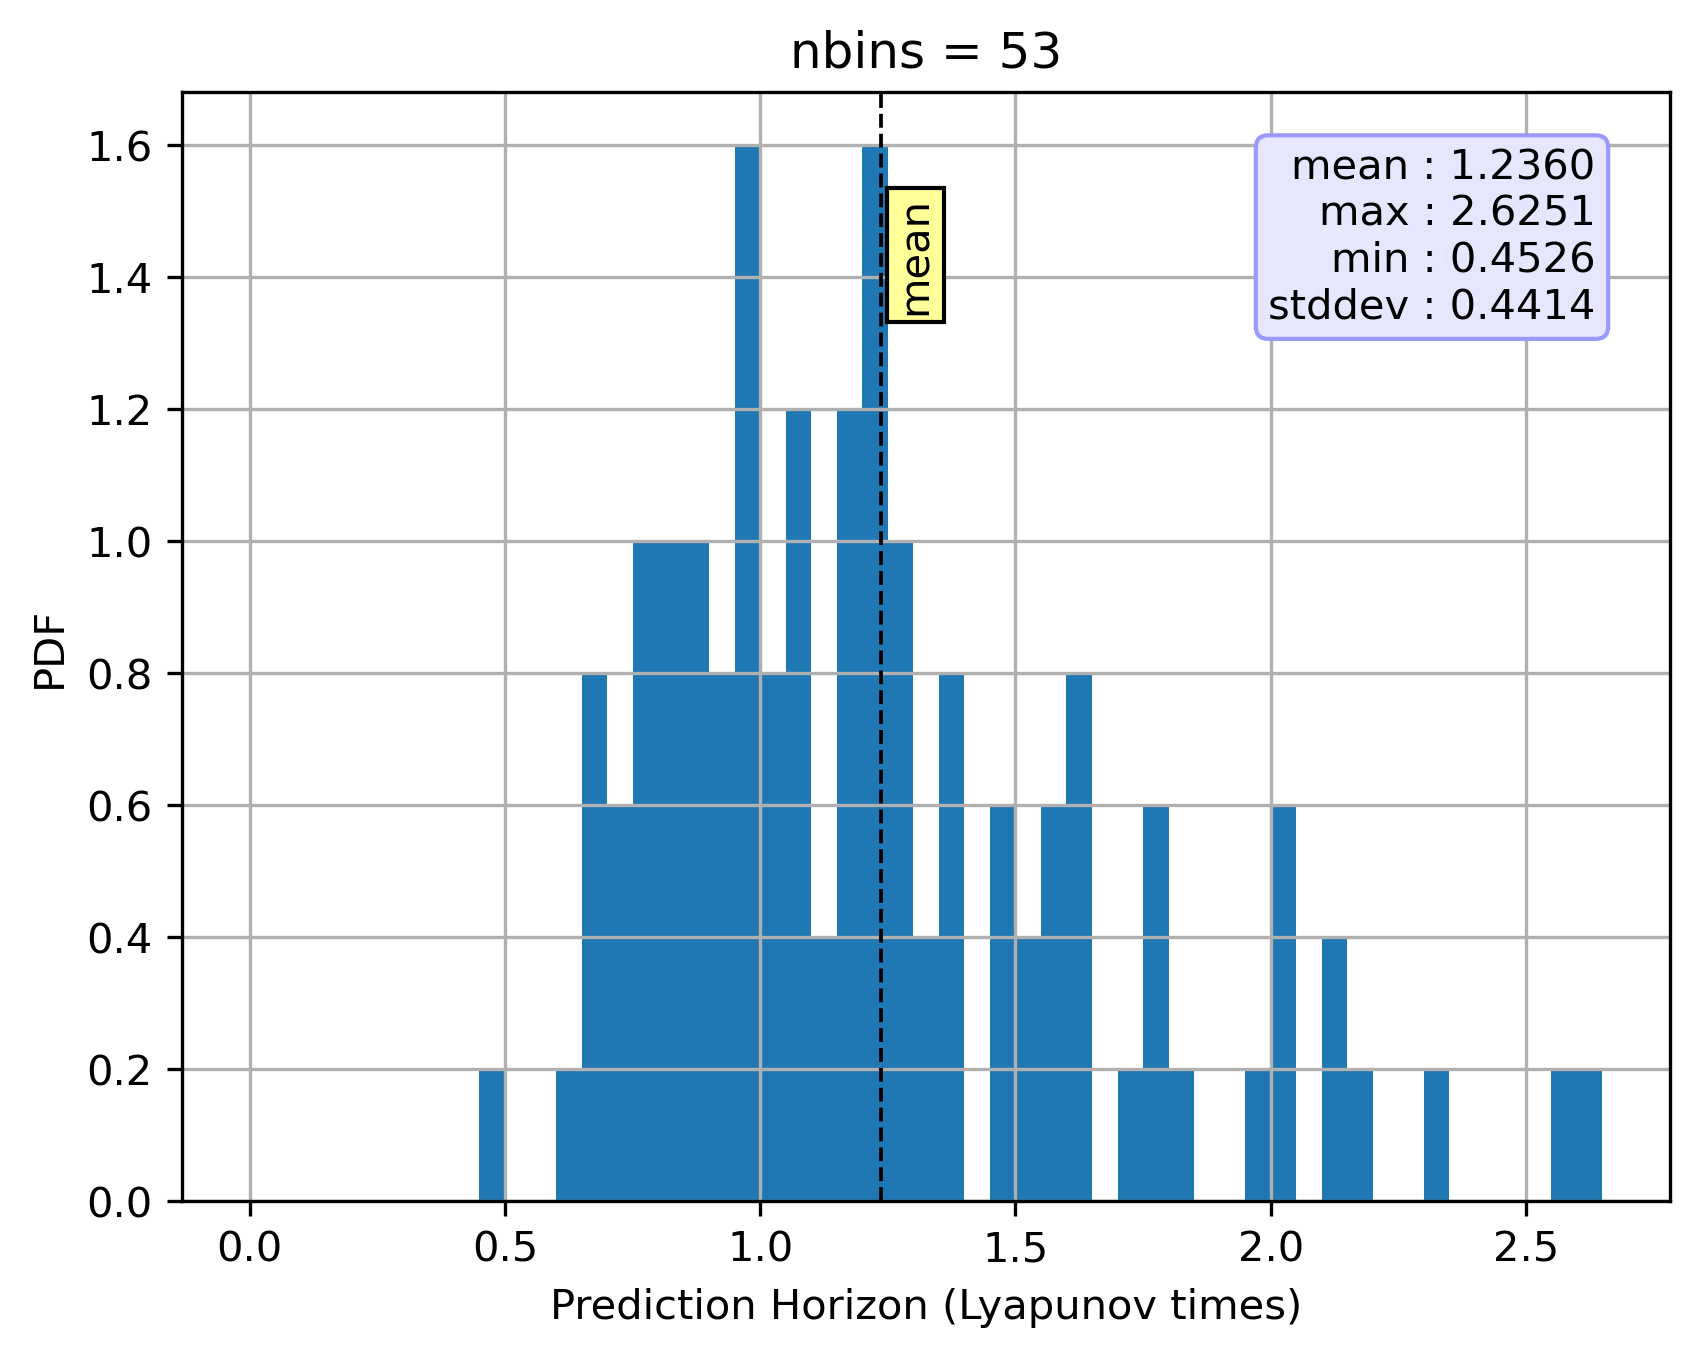 nbins = 53
1.6
1.4
1.2
1.0
0.8
0.6
0.4
0.2
0.0
PDF
mean
mean : 1.2360
max : 2.6251
min : 0.4526
stddev : 0.4414
0.0 0.5 1.0 1.5 2.0 2.5
Prediction Horizon (Lyapunov times)